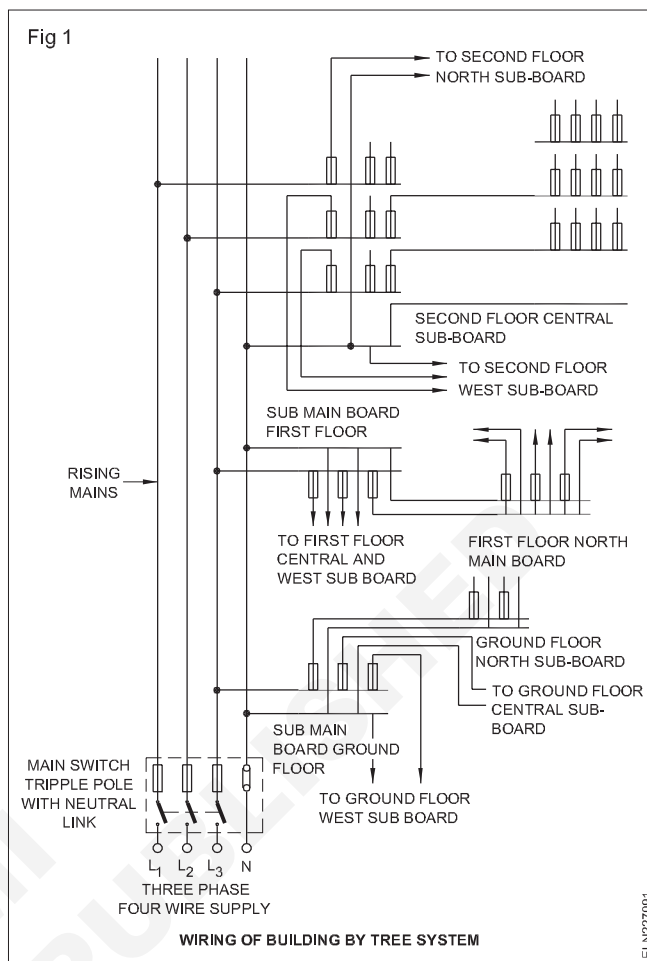 Fig 1
TO SECOND FLOOR
NORTH SUB-BOARD
SECOND FLOOR CENTRAL
SUB-BOARD
TO SECOND FLOOR
WEST SUB-BOARD
SUB MAIN BOARD
FIRST FLOOR
RISING
MAINS
TO FIRST FLOOR
CENTRAL AND
WEST SUB BOARD
FIRST FLOOR NORTH
MAIN BOARD
GROUND FLOOR
NORTH SUB-BOARD
TO GROUND FLOOR
CENTRAL SUB-
BOARD
SUB MAIN
BOARD GROUND
FLOOR
MAIN SWITCH
TRIPPLE POLE
WITH NEUTRAL
LINK
TO GROUND FLOOR
WEST SUB BOARD
L1 L2 L3 N
THREE PHASE
FOUR WIRE SUPPLY
WIRING OF BUILDING BY TREE SYSTEM
PUBLISHED